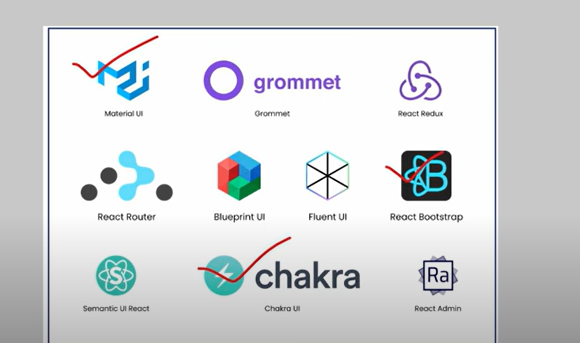 grommet
Material UI
Grommet
React Redux
B
React Router
Blueprint UI
Fluent UI
React Bootstrap
S
chakra
Ra
Semantic UI React
Chakra UI
React Admin